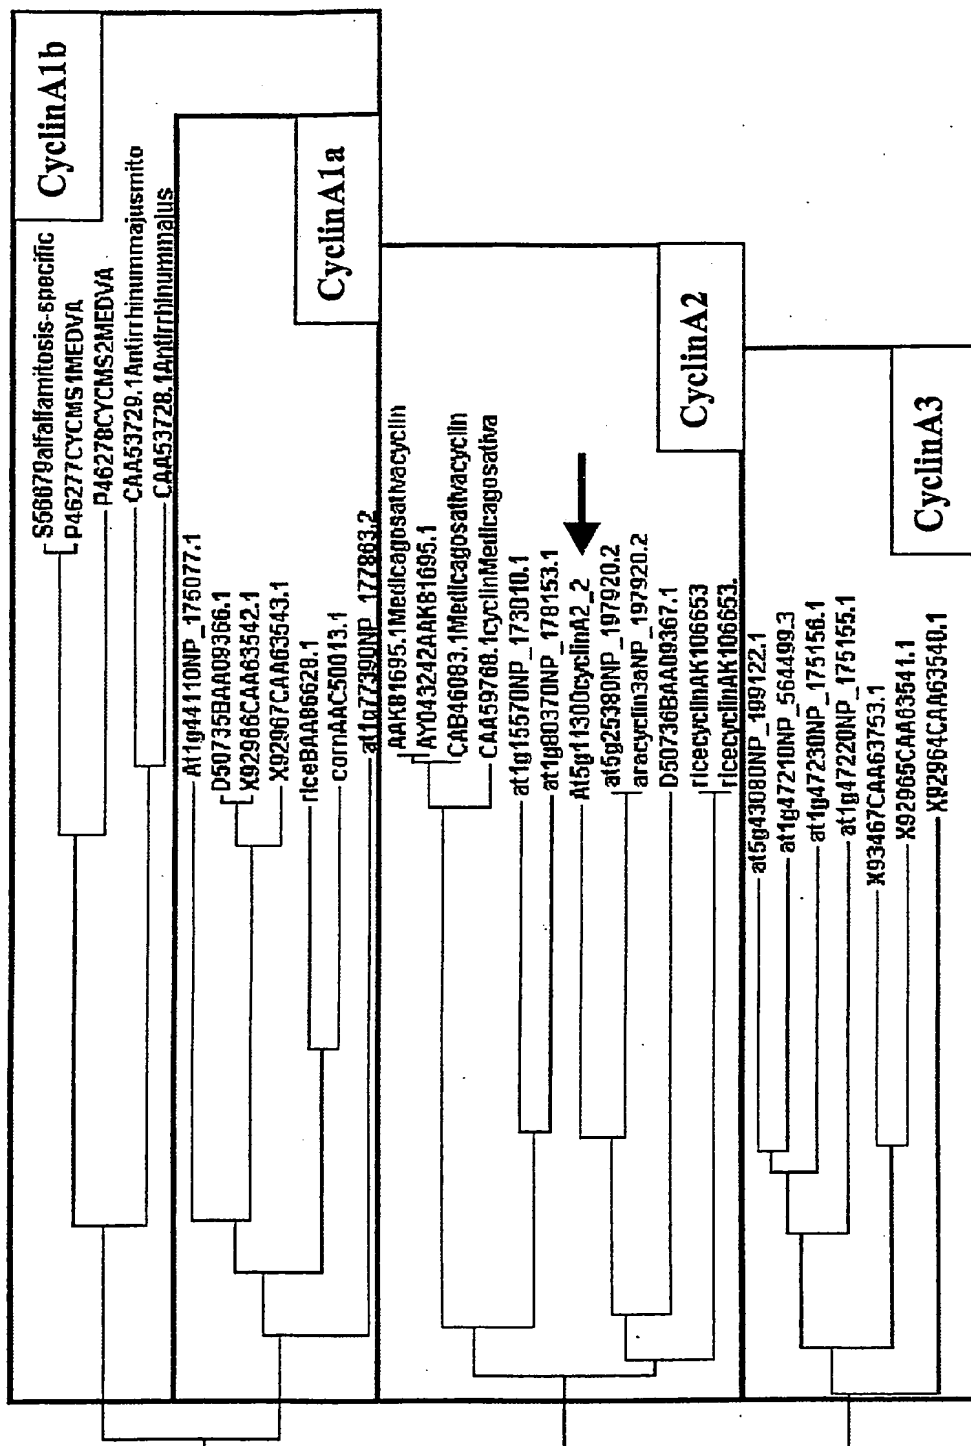 CyclinA1b
S56679alfalfamitosis-specific
P46277CYCMS1MEDVA
P46278CYCMS2MEDVA
CAA53729.1Antirrhinummajusmito
CAA53728.1Antirrhinummalus
CyclinA1a
At1g44110NP_175077.1
D50735BAA09366.1
X92966CAA63542.1
X92967CAA63543.1
riceBAA86628.1
cornAAC50013.1
at1g77390NP_177863.2
CyclinA2
AAK81695.1Medicagosativacyclin
AY043242AAK81695.1
CAB46083.1Medicagosativacyclin
CAA59768.1cyclinMedicagosativa
at1g15570NP_173010.1
at1g80370NP_178153.1
At5g11300cyclinA2_2
at5g25380NP_197920.2
aracyclin3aNP_197920.2
D50736BAA09367.1
ricecyclinAK106653
ricecyclinAK106653.
CyclinA3
at5g43080NP_199122.1
at1g47210NP_564499.3
at1g47230NP_175156.1
at1g47220NP_175155.1
X93467CAA63753.1
X92965CAA63541.1
X92964CAA63540.1